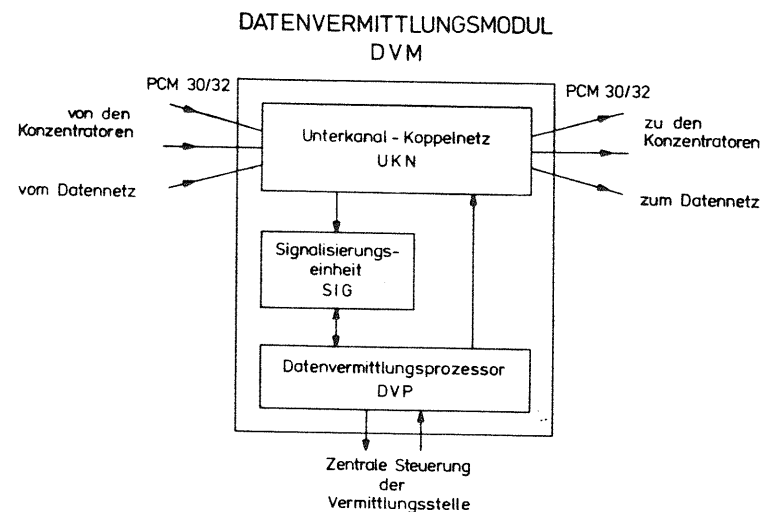 DATENVERMITTLUNGSMODUL
DVM
PCM 30/32
PCM 30/32
von den
Konzentratoren
vom Datennetz
Unterkanal - Koppelnetz
UKN
zu den
Konzentratoren
zum Datennetz
Signalisierungs-
einheit
SIG
Datenvermittlungsprozessor
DVP
Zentrale Steuerung
der
Vermittlungsstelle